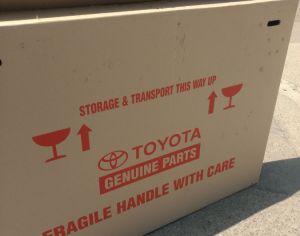 STORAGE & TRANSPORT THIS WAY UP
TOYOTA
GENUINE PARTS
FRAGILE HANDLE WITH CARE